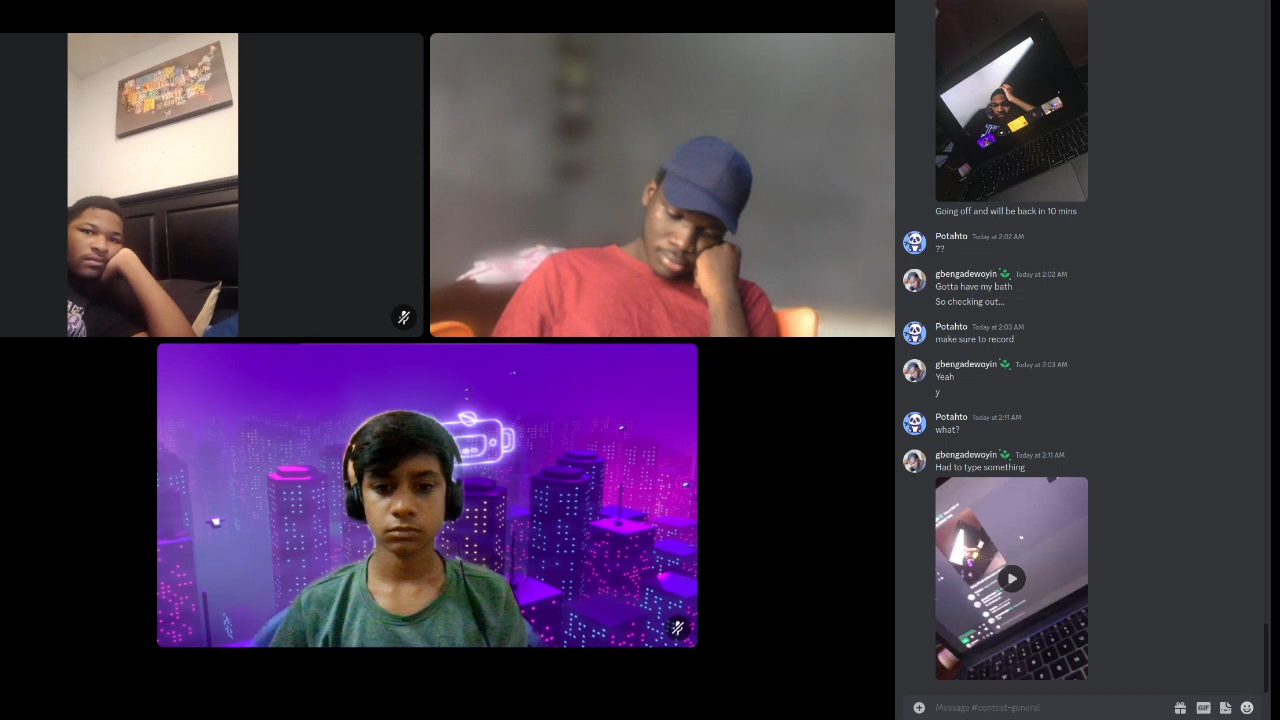 Going off and will be back in 10 mins
Potahto Today at 2:02 AM
??
gbengadewoyin Today at 2:02 AM
Gotta have my bath
So checking out...
Potahto Today at 2:03 AM
make sure to record
gbengadewoyin Today at 2:03 AM
Yeah
y
Potahto Today at 2:11 AM
what?
gbengadewoyin Today at 2:11 AM
Had to type something
Message #contest-general
GIF